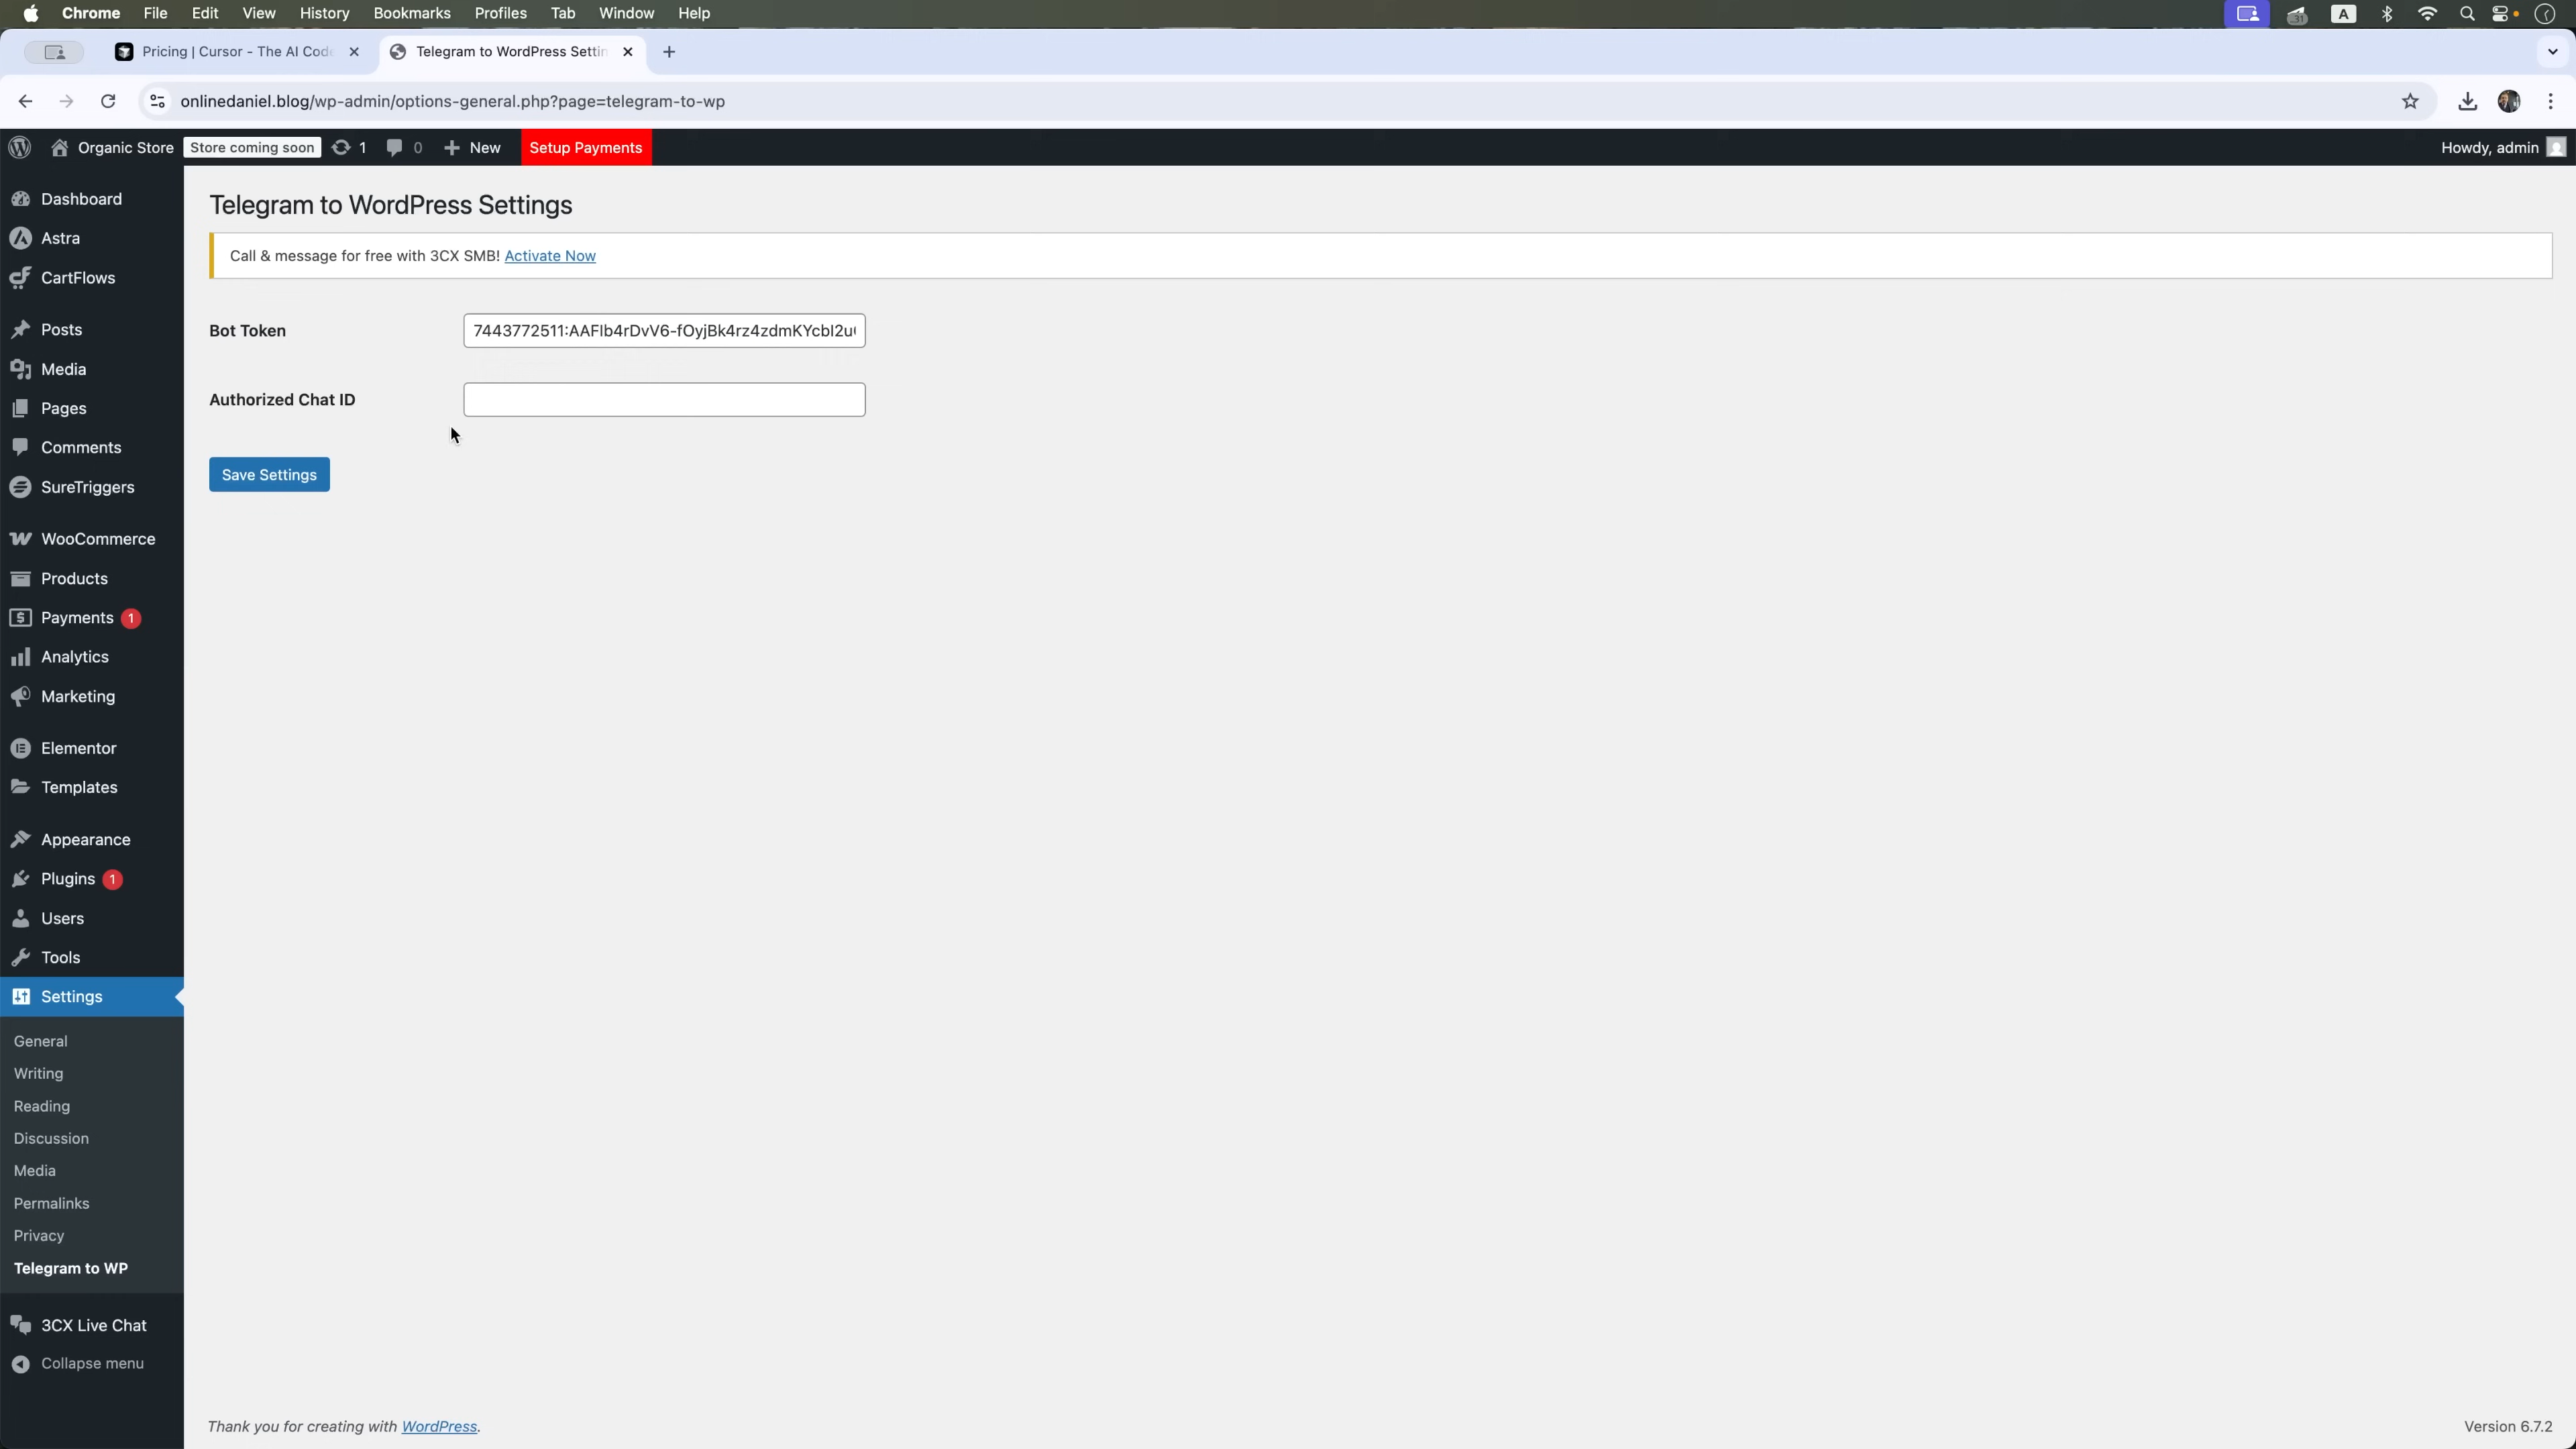 Chrome File Edit View History Bookmarks Profiles Tab Window Help
31 A
Pricing | Cursor - The AI Code
Telegram to WordPress Settin
onlinedaniel.blog/wp-admin/options-general.php?page=telegram-to-wp
Organic Store Store coming soon 1 0 New Setup Payments Howdy, admin
Dashboard
Astra
CartFlows
Posts
Media
Pages
Comments
SureTriggers
WooCommerce
Products
Payments 1
Analytics
Marketing
Elementor
Templates
Appearance
Plugins 1
Users
Tools
Settings
General
Writing
Reading
Discussion
Media
Permalinks
Privacy
Telegram to WP
3CX Live Chat
Collapse menu
Telegram to WordPress Settings
Call & message for free with 3CX SMB! Activate Now
Bot Token 7443772511:AAFlb4rDvV6-fOyjBk4rz4zdmKYcbl2u
Authorized Chat ID
Save Settings
Thank you for creating with WordPress.
Version 6.7.2